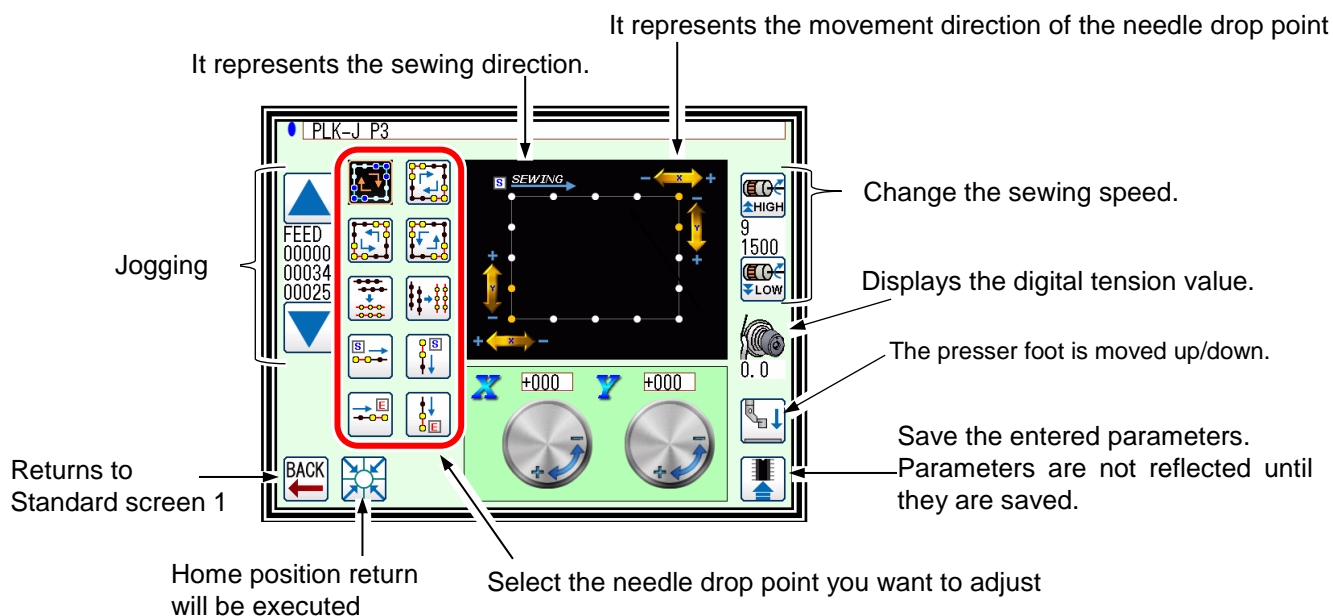 It represents the movement direction of the needle drop point
It represents the sewing direction.
PLK-J P3
S SEWING
- X +
-
Y
+
+
Y
-
+ X -
FEED
00000
00034
00025
Jogging
S
S
E
E
HIGH
9
1500
LOW
Change the sewing speed.
Displays the digital tension value.
0.0
The presser foot is moved up/down.
X +000 Y +000
- -
+ +
Save the entered parameters.
Parameters are not reflected until
they are saved.
BACK
Returns to
Standard screen 1
Home position return
will be executed
Select the needle drop point you want to adjust